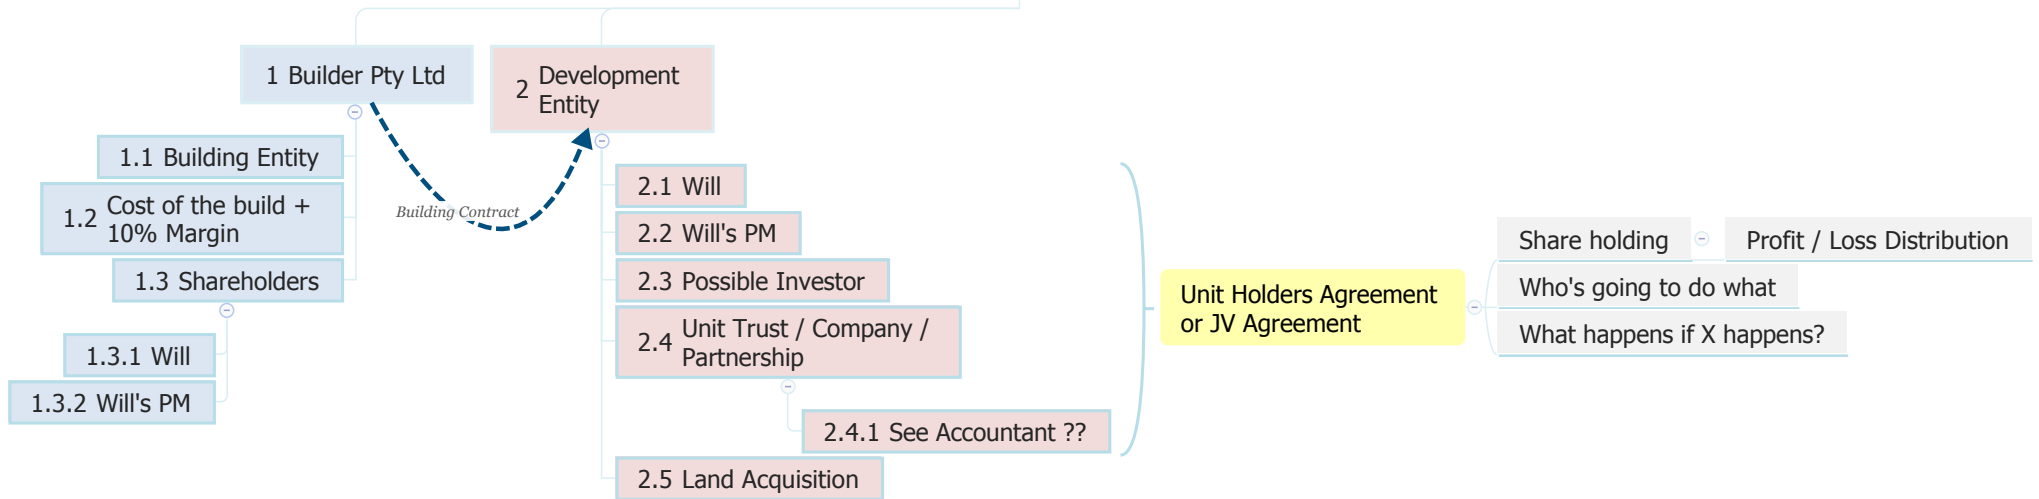 1 Builder Pty Ltd
2 Development
Entity
1.1 Building Entity
1.2 Cost of the build +
10% Margin
1.3 Shareholders
1.3.1 Will
1.3.2 Will's PM
Building Contract
2.1 Will
2.2 Will's PM
2.3 Possible Investor
2.4 Unit Trust / Company /
Partnership
2.4.1 See Accountant ??
2.5 Land Acquisition
Unit Holders Agreement
or JV Agreement
Share holding
Profit / Loss Distribution
Who's going to do what
What happens if X happens?